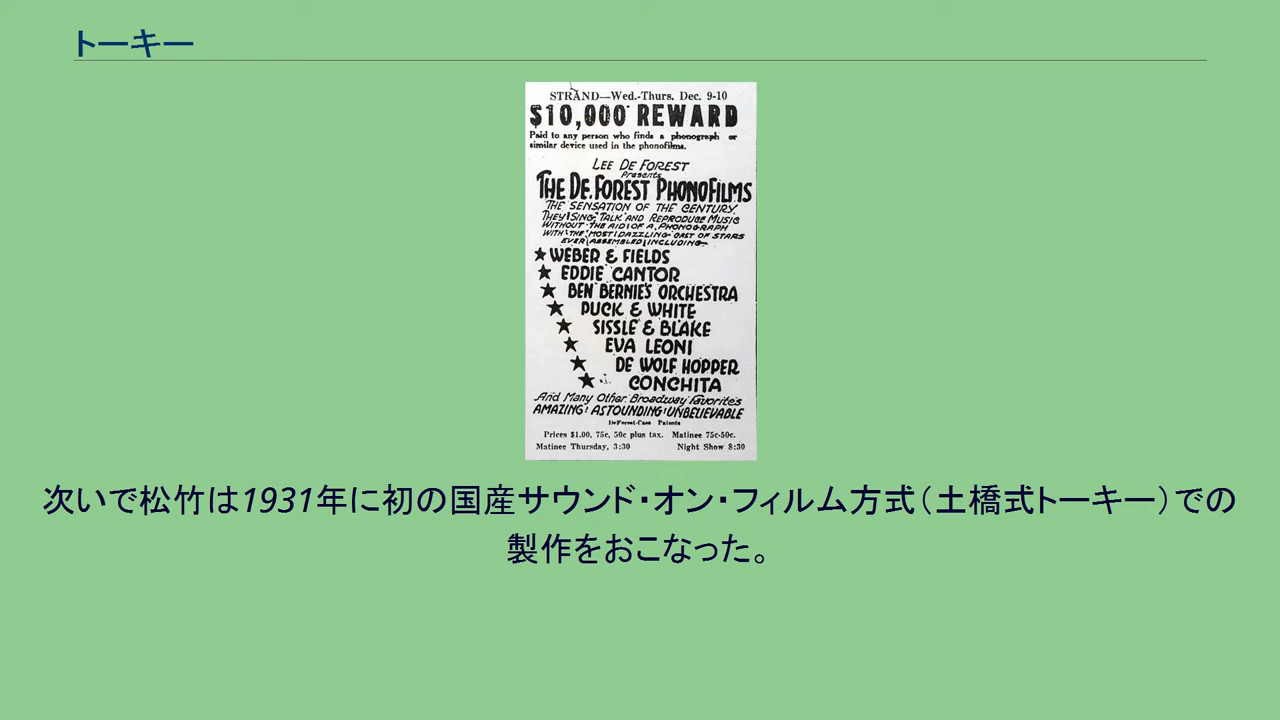 トーキー
STRAND—Wed.-Thurs. Dec. 9-10
$10,000 REWARD
Paid to any person who finds a phonograph or
similar device used in the phonofilms.
LEE DE FOREST
Presents
THE DE FOREST PHONOFILMS
THE SENSATION OF THE CENTURY.
THEY SING, TALK AND REPRODUCE MUSIC
WITHOUT THE AID OF A PHONOGRAPH
WITH THE MOST DAZZLING CAST OF STARS
EVER ASSEMBLED INCLUDING
★ WEBER & FIELDS
★ EDDIE CANTOR
★ BEN BERNIE'S ORCHESTRA
★ PUCK & WHITE
★ SISSLE & BLAKE
★ EVA LEONI
★ DE WOLF HOPPER
★ CONCHITA
And Many Other Broadway Favorites
AMAZING! ASTOUNDING! UNBELIEVABLE
DeForest-Case Patents
Prices $1.00, 75c, 50c plus tax. Matinee 75c-50c.
Matinee Thursday, 3:30 Night Show 8:30
次いで松竹は1931年に初の国産サウンド・オン・フィルム方式（土橋式トーキー）での
製作をおこなった。